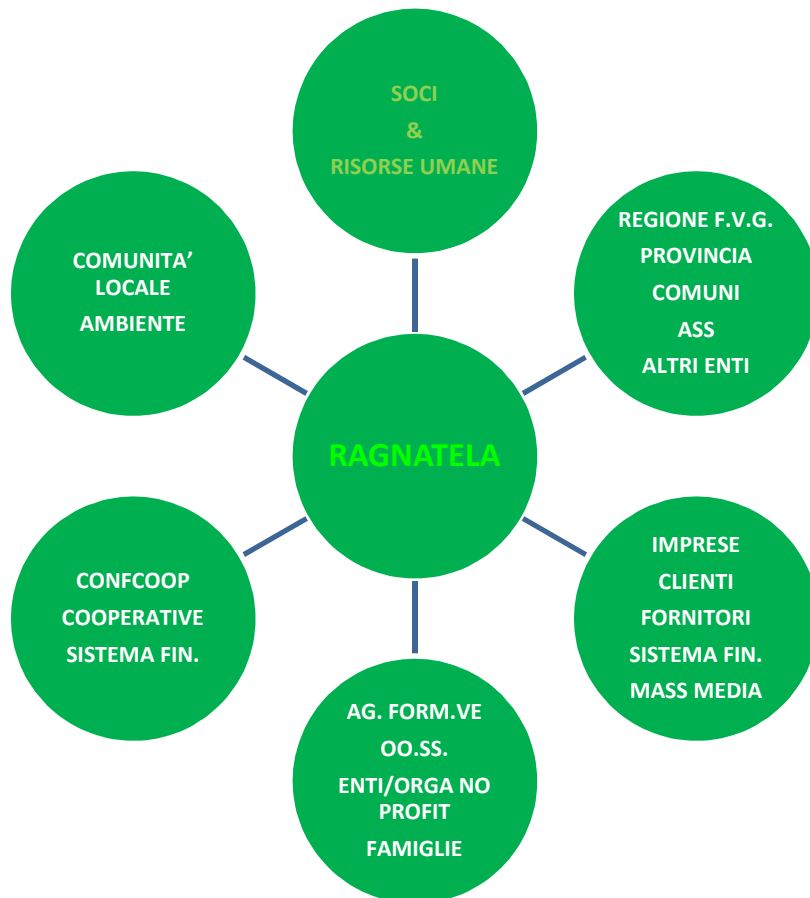 SOCI
&
RISORSE UMANE
REGIONE F.V.G.
PROVINCIA
COMUNI
ASS
ALTRI ENTI
COMUNITA’
LOCALE
AMBIENTE
RAGNATELA
IMPRESE
CLIENTI
FORNITORI
SISTEMA FIN.
MASS MEDIA
CONFCOOP
COOPERATIVE
SISTEMA FIN.
AG. FORM.VE
OO.SS.
ENTI/ORGA NO
PROFIT
FAMIGLIE